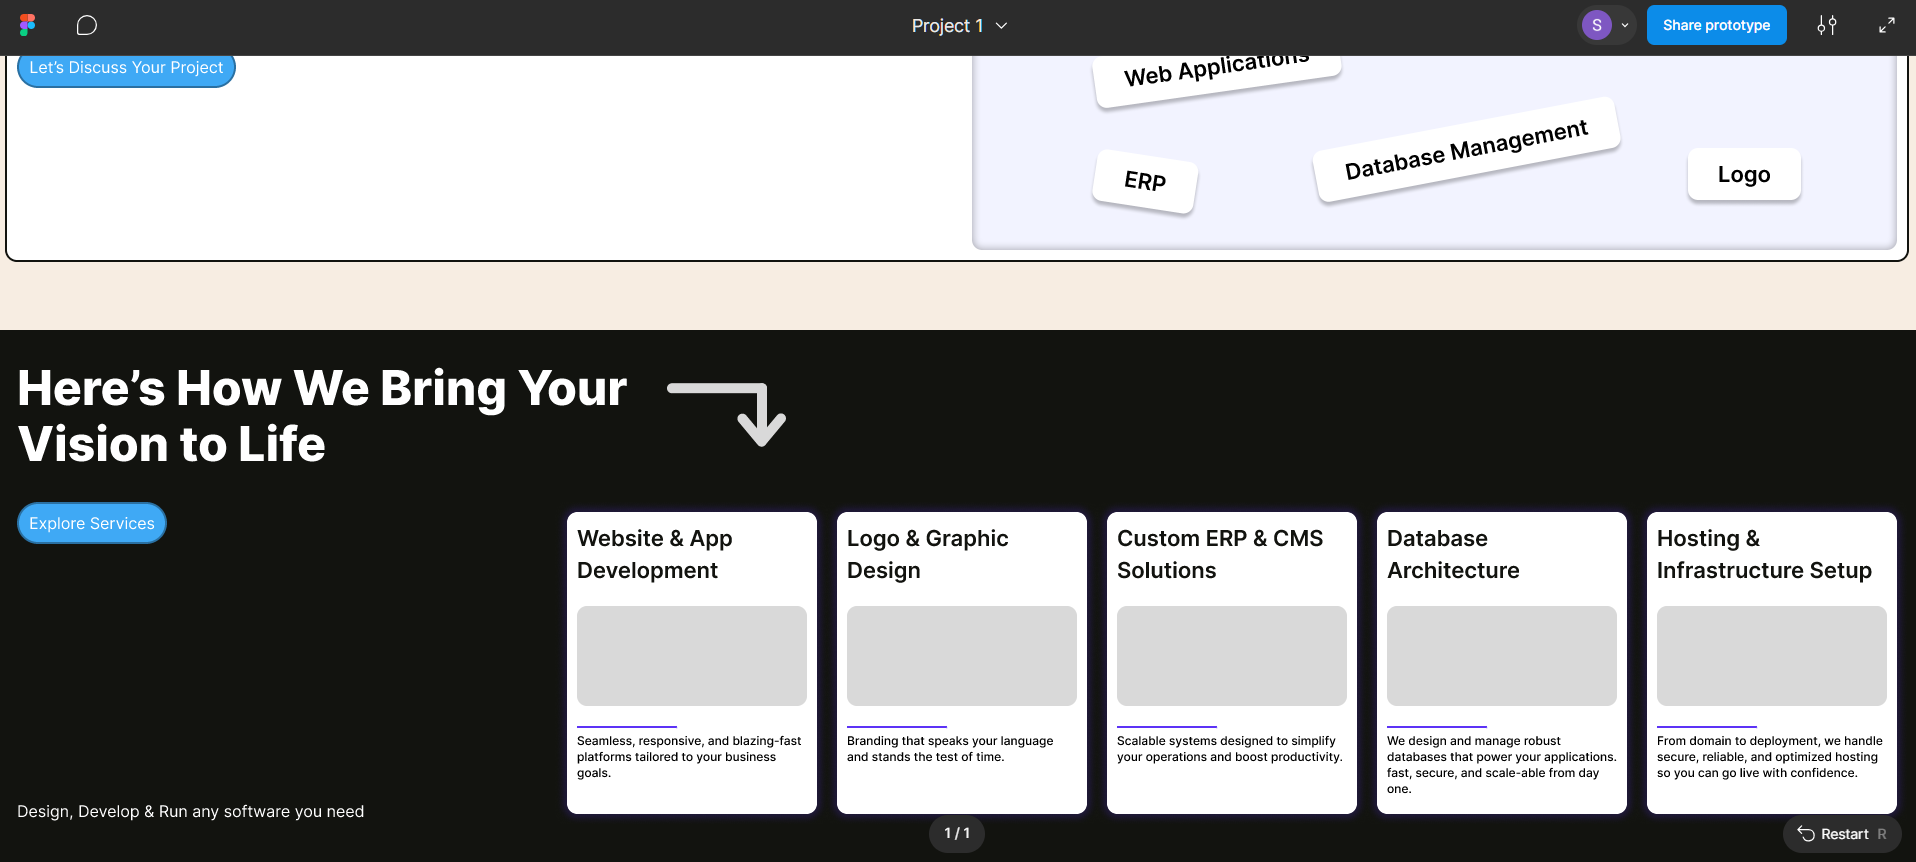 Project 1
S
Share prototype
Let's Discuss Your Project
Web Applications
Database Management
ERP
Logo
Here's How We Bring Your
Vision to Life
Explore Services
Website & App
Development
Seamless, responsive, and blazing-fast
platforms tailored to your business
goals.
Logo & Graphic
Design
Branding that speaks your language
and stands the test of time.
Custom ERP & CMS
Solutions
Scalable systems designed to simplify
your operations and boost productivity.
Database
Architecture
We design and manage robust
databases that power your applications.
fast, secure, and scale-able from day
one.
Hosting &
Infrastructure Setup
From domain to deployment, we handle
secure, reliable, and optimized hosting
so you can go live with confidence.
Design, Develop & Run any software you need
1 / 1
Restart R